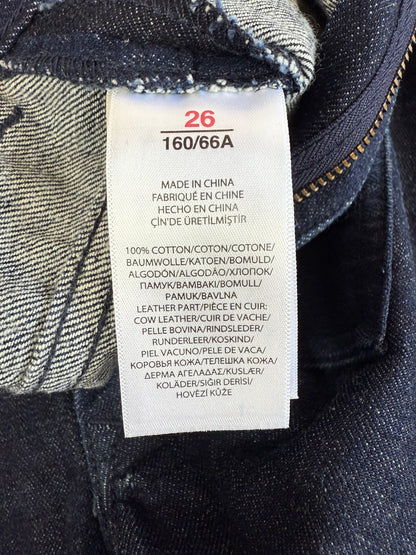 26
160/66A
MADE IN CHINA
FABRIQUÉ EN CHINE
HECHO EN CHINA
ÇİN'DE ÜRETİLMİŞTİR
100% COTTON/COTON/COTONE/
BAUMWOLLE/KATOEN/BOMULD/
ALGODÓN/ALGODÃO/ХЛОПОК/
ПАМУК/BAMBAKI/BOMULL/
PAMUK/BAVLNA
LEATHER PART/PIÈCE EN CUIR:
COW LEATHER/CUIR DE VACHE/
PELLE BOVINA/RINDSLEDER/
RUNDERLEER/KOSKIND/
PIEL VACUNO/PELE DE VACA/
КОРОВЬЯ КОЖА/ТЕЛЕШКА КОЖА/
ΔΕΡΜΑ ΑΓΕΛΑΔΑΣ/KUSLÆR/
KOLÄDER/SIĞIR DERİSİ/
HOVĚZÍ KŮŽE